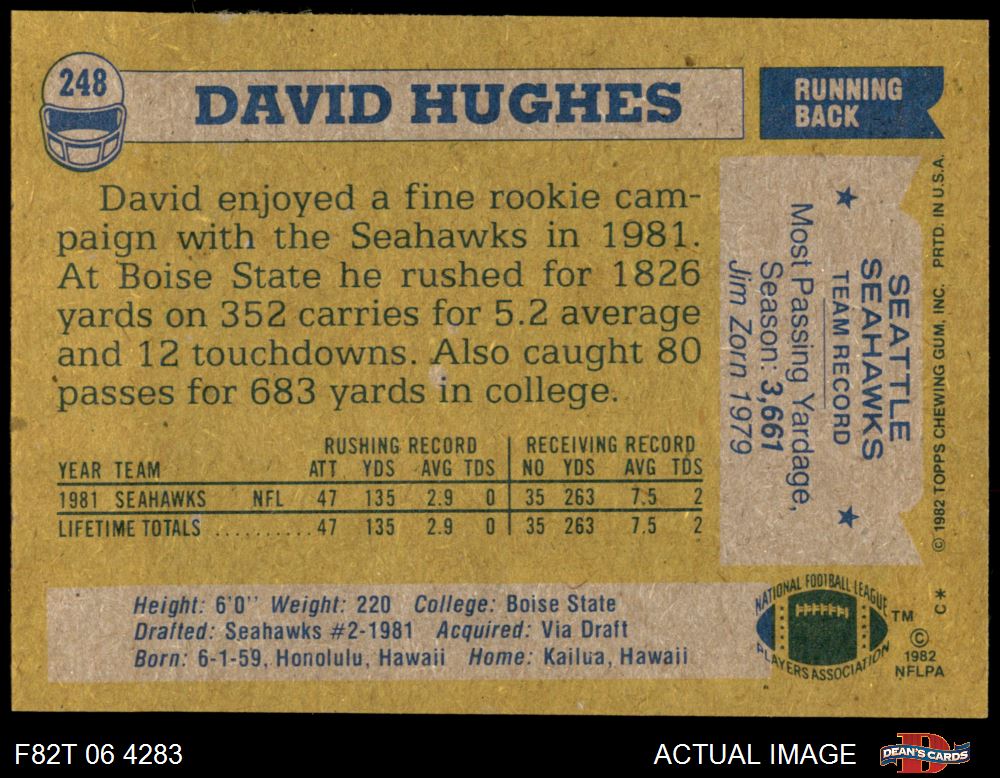 248
DAVID HUGHES
RUNNING
BACK
David enjoyed a fine rookie cam-
paign with the Seahawks in 1981.
At Boise State he rushed for 1826
yards on 352 carries for 5.2 average
and 12 touchdowns. Also caught 80
passes for 683 yards in college.
RUSHING RECORD RECEIVING RECORD
YEAR TEAM ATT YDS AVG TDS NO YDS AVG TDS
1981 SEAHAWKS NFL 47 135 2.9 0 35 263 7.5 2
LIFETIME TOTALS .......... 47 135 2.9 0 35 263 7.5 2
SEATTLE
SEAHAWKS
TEAM RECORD
Most Passing Yardage,
Season: 3,661
Jim Zorn 1979
© 1982 TOPPS CHEWING GUM, INC. PRTD. IN U.S.A.
Height: 6'0" Weight: 220 College: Boise State
Drafted: Seahawks #2-1981 Acquired: Via Draft
Born: 6-1-59, Honolulu, Hawaii Home: Kailua, Hawaii
NATIONAL FOOTBALL LEAGUE
PLAYERS ASSOCIATION
TM
C*
©
1982
NFLPA
F82T 06 4283
ACTUAL IMAGE
DEAN'S CARDS